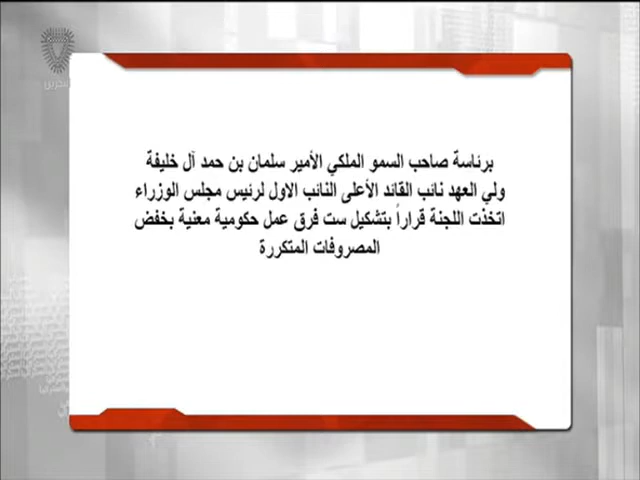 البحرين
برئاسة صاحب السمو الملكي الأمير سلمان بن حمد آل خليفة
ولي العهد نائب القائد الأعلى النائب الاول لرئيس مجلس الوزراء
اتخذت اللجنة قراراً بتشكيل ست فرق عمل حكومية معنية بخفض
المصروفات المتكررة